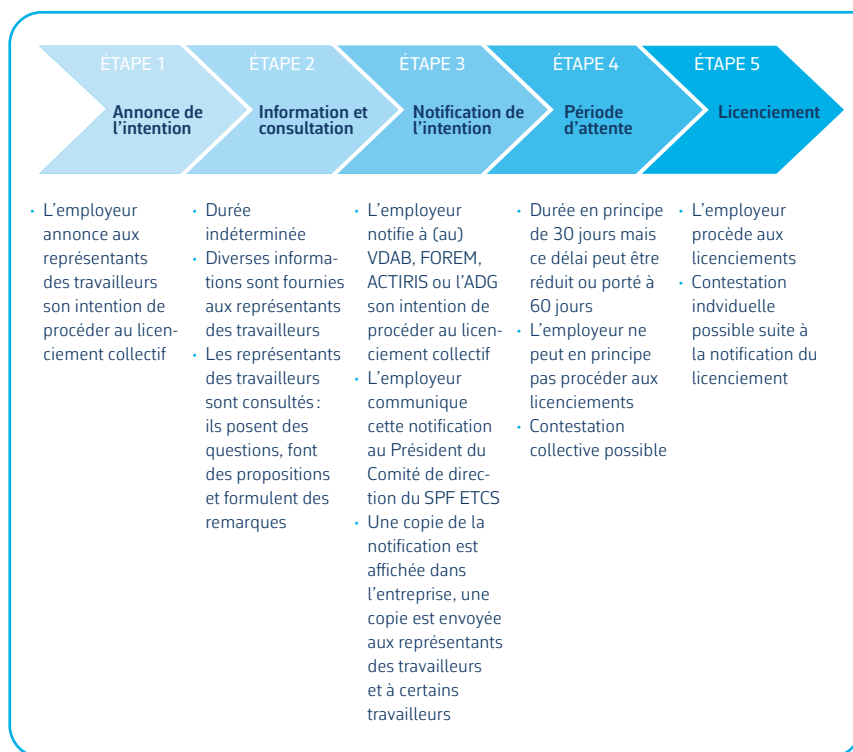 ÉTAPE 1
Annonce de
l'intention
ÉTAPE 2
Information et
consultation
ÉTAPE 3
Notification de
l'intention
ÉTAPE 4
Période
d'attente
ÉTAPE 5
Licenciement
· L'employeur
annonce aux
représentants
des travailleurs
son intention de
procéder au licen-
ciement collectif
· Durée
indéterminée
· Diverses informa-
tions sont fournies
aux représentants
des travailleurs
· Les représentants
des travailleurs
sont consultés :
ils posent des
questions, font
des propositions
et formulent des
remarques
· L'employeur
notifie à (au)
VDAB, FOREM,
ACTIRIS ou l'ADG
son intention de
procéder au licen-
ciement collectif
· L'employeur
communique
cette notification
au Président du
Comité de direc-
tion du SPF ETCS
· Une copie de la
notification est
affichée dans
l'entreprise, une
copie est envoyée
aux représentants
des travailleurs
et à certains
travailleurs
· Durée en principe
de 30 jours mais
ce délai peut être
réduit ou porté à
60 jours
· L'employeur ne
peut en principe
pas procéder aux
licenciements
· Contestation
collective possible
· L'employeur
procède aux
licenciements
· Contestation
indviduelle
possible suite à
la notification du
licenciement